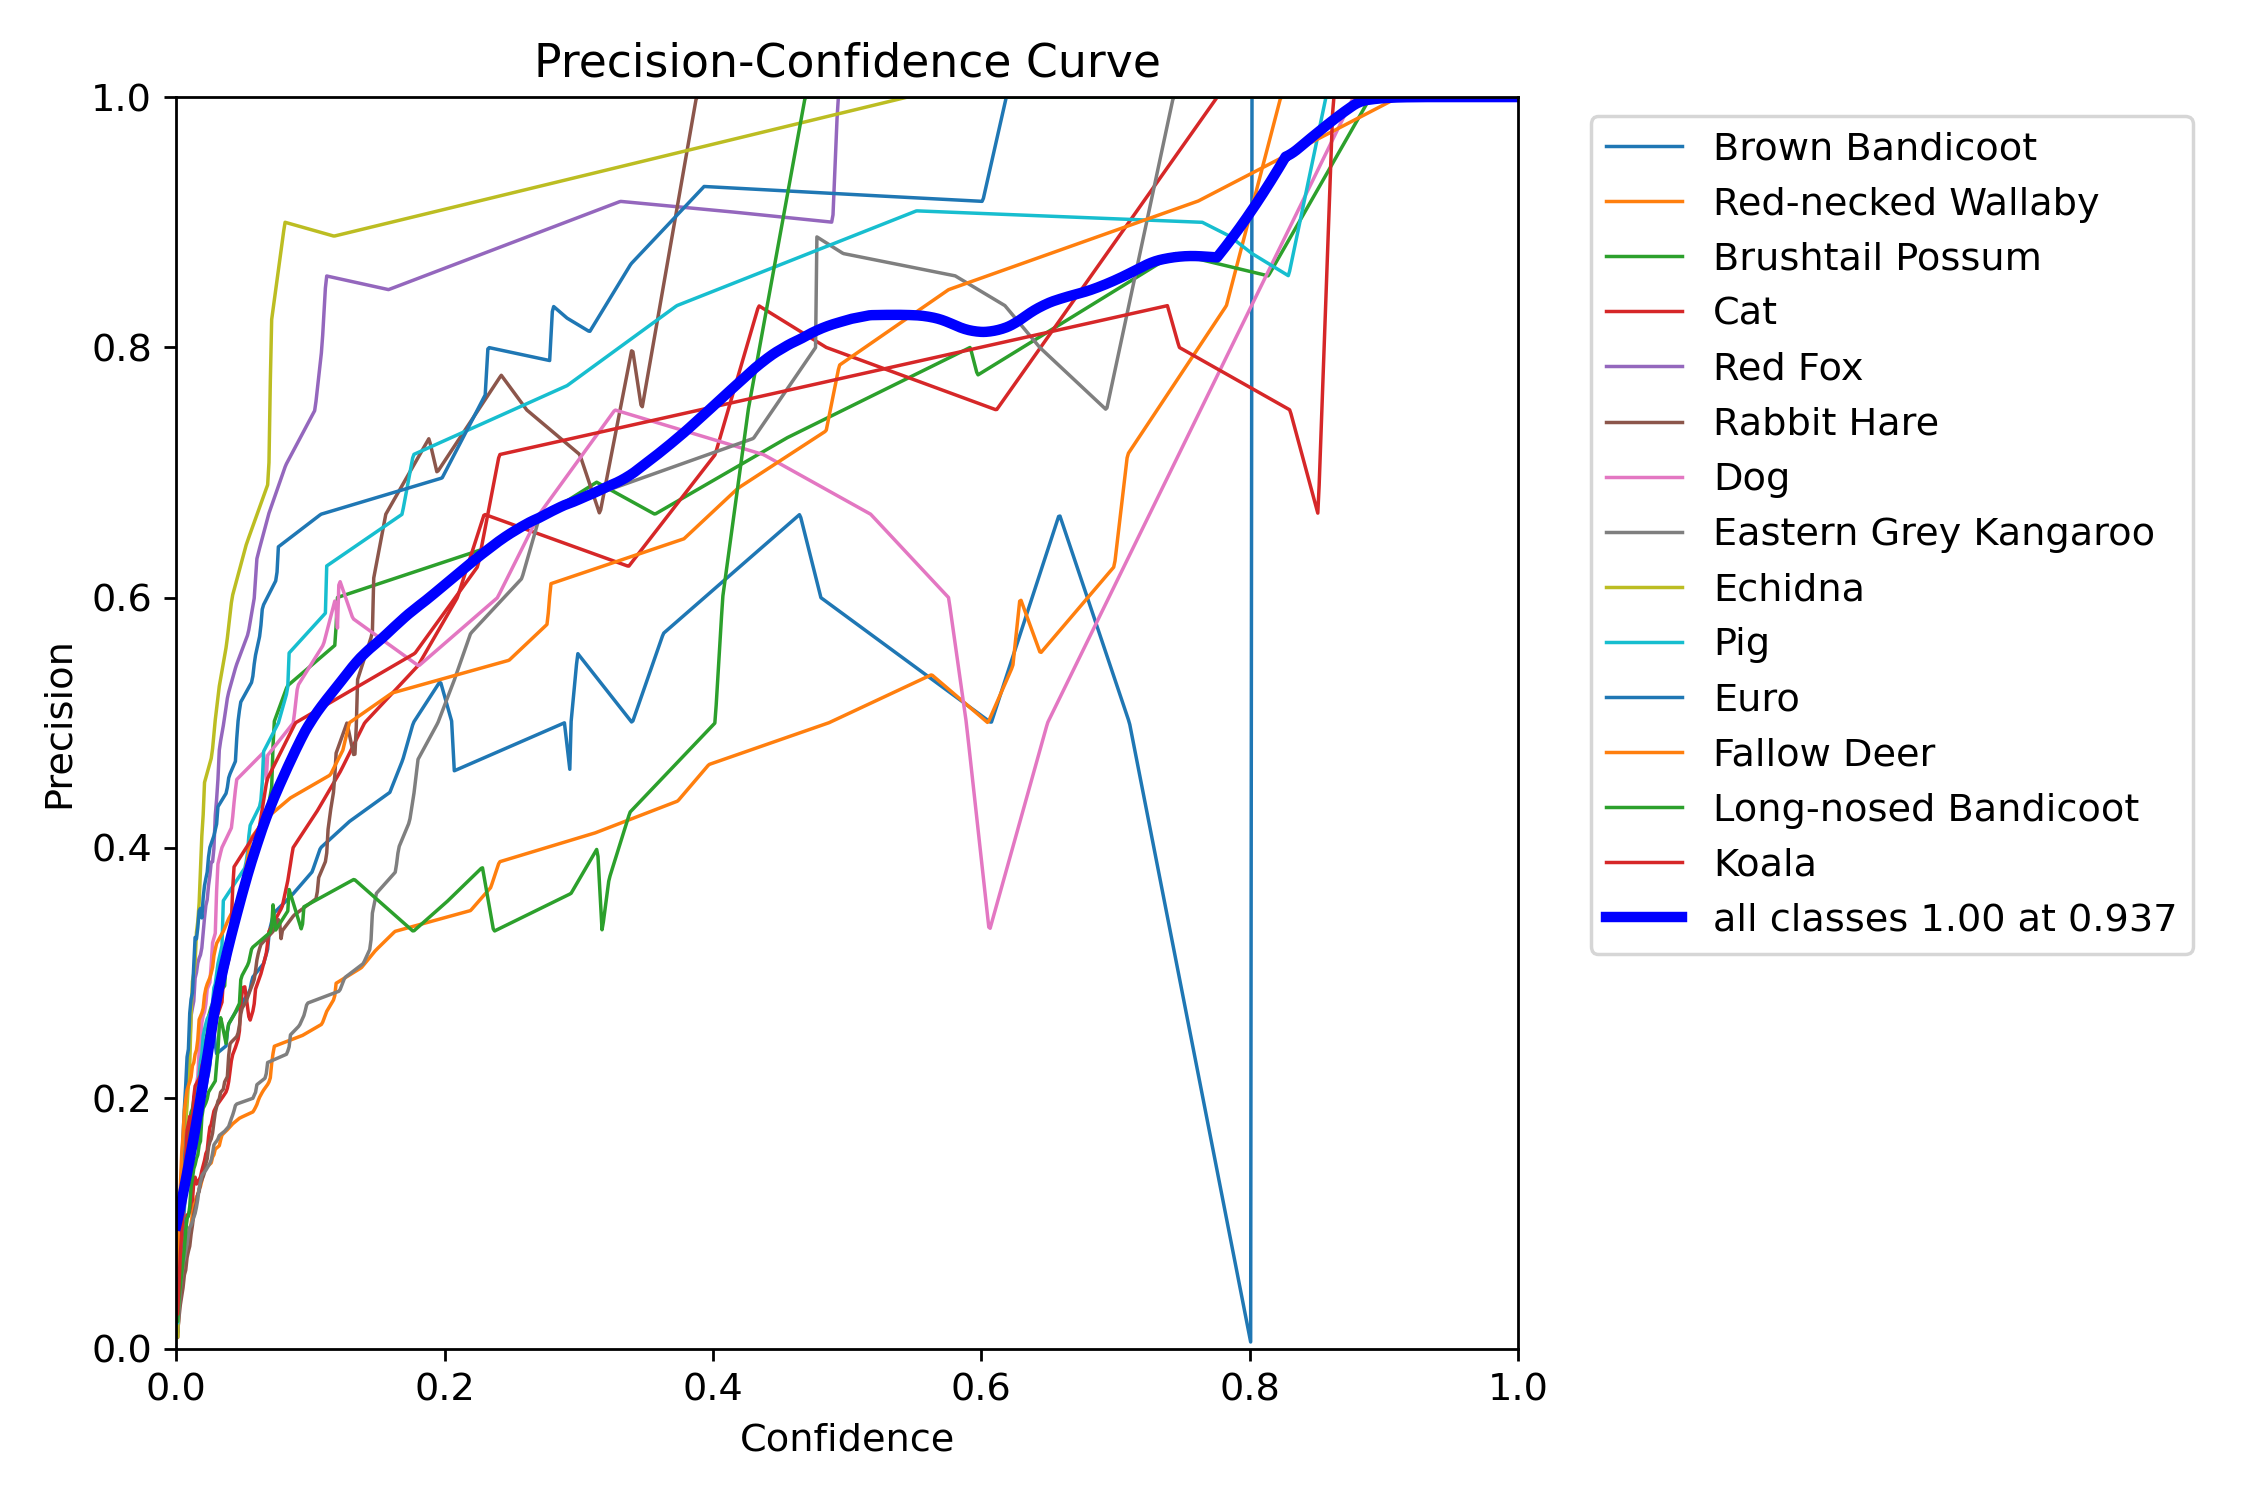 Precision-Confidence Curve
1.0
0.8
0.6
0.4
0.2
0.0
Precision
0.0 0.2 0.4 0.6 0.8 1.0
Confidence
Brown Bandicoot
Red-necked Wallaby
Brushtail Possum
Cat
Red Fox
Rabbit Hare
Dog
Eastern Grey Kangaroo
Echidna
Pig
Euro
Fallow Deer
Long-nosed Bandicoot
Koala
all classes 1.00 at 0.937